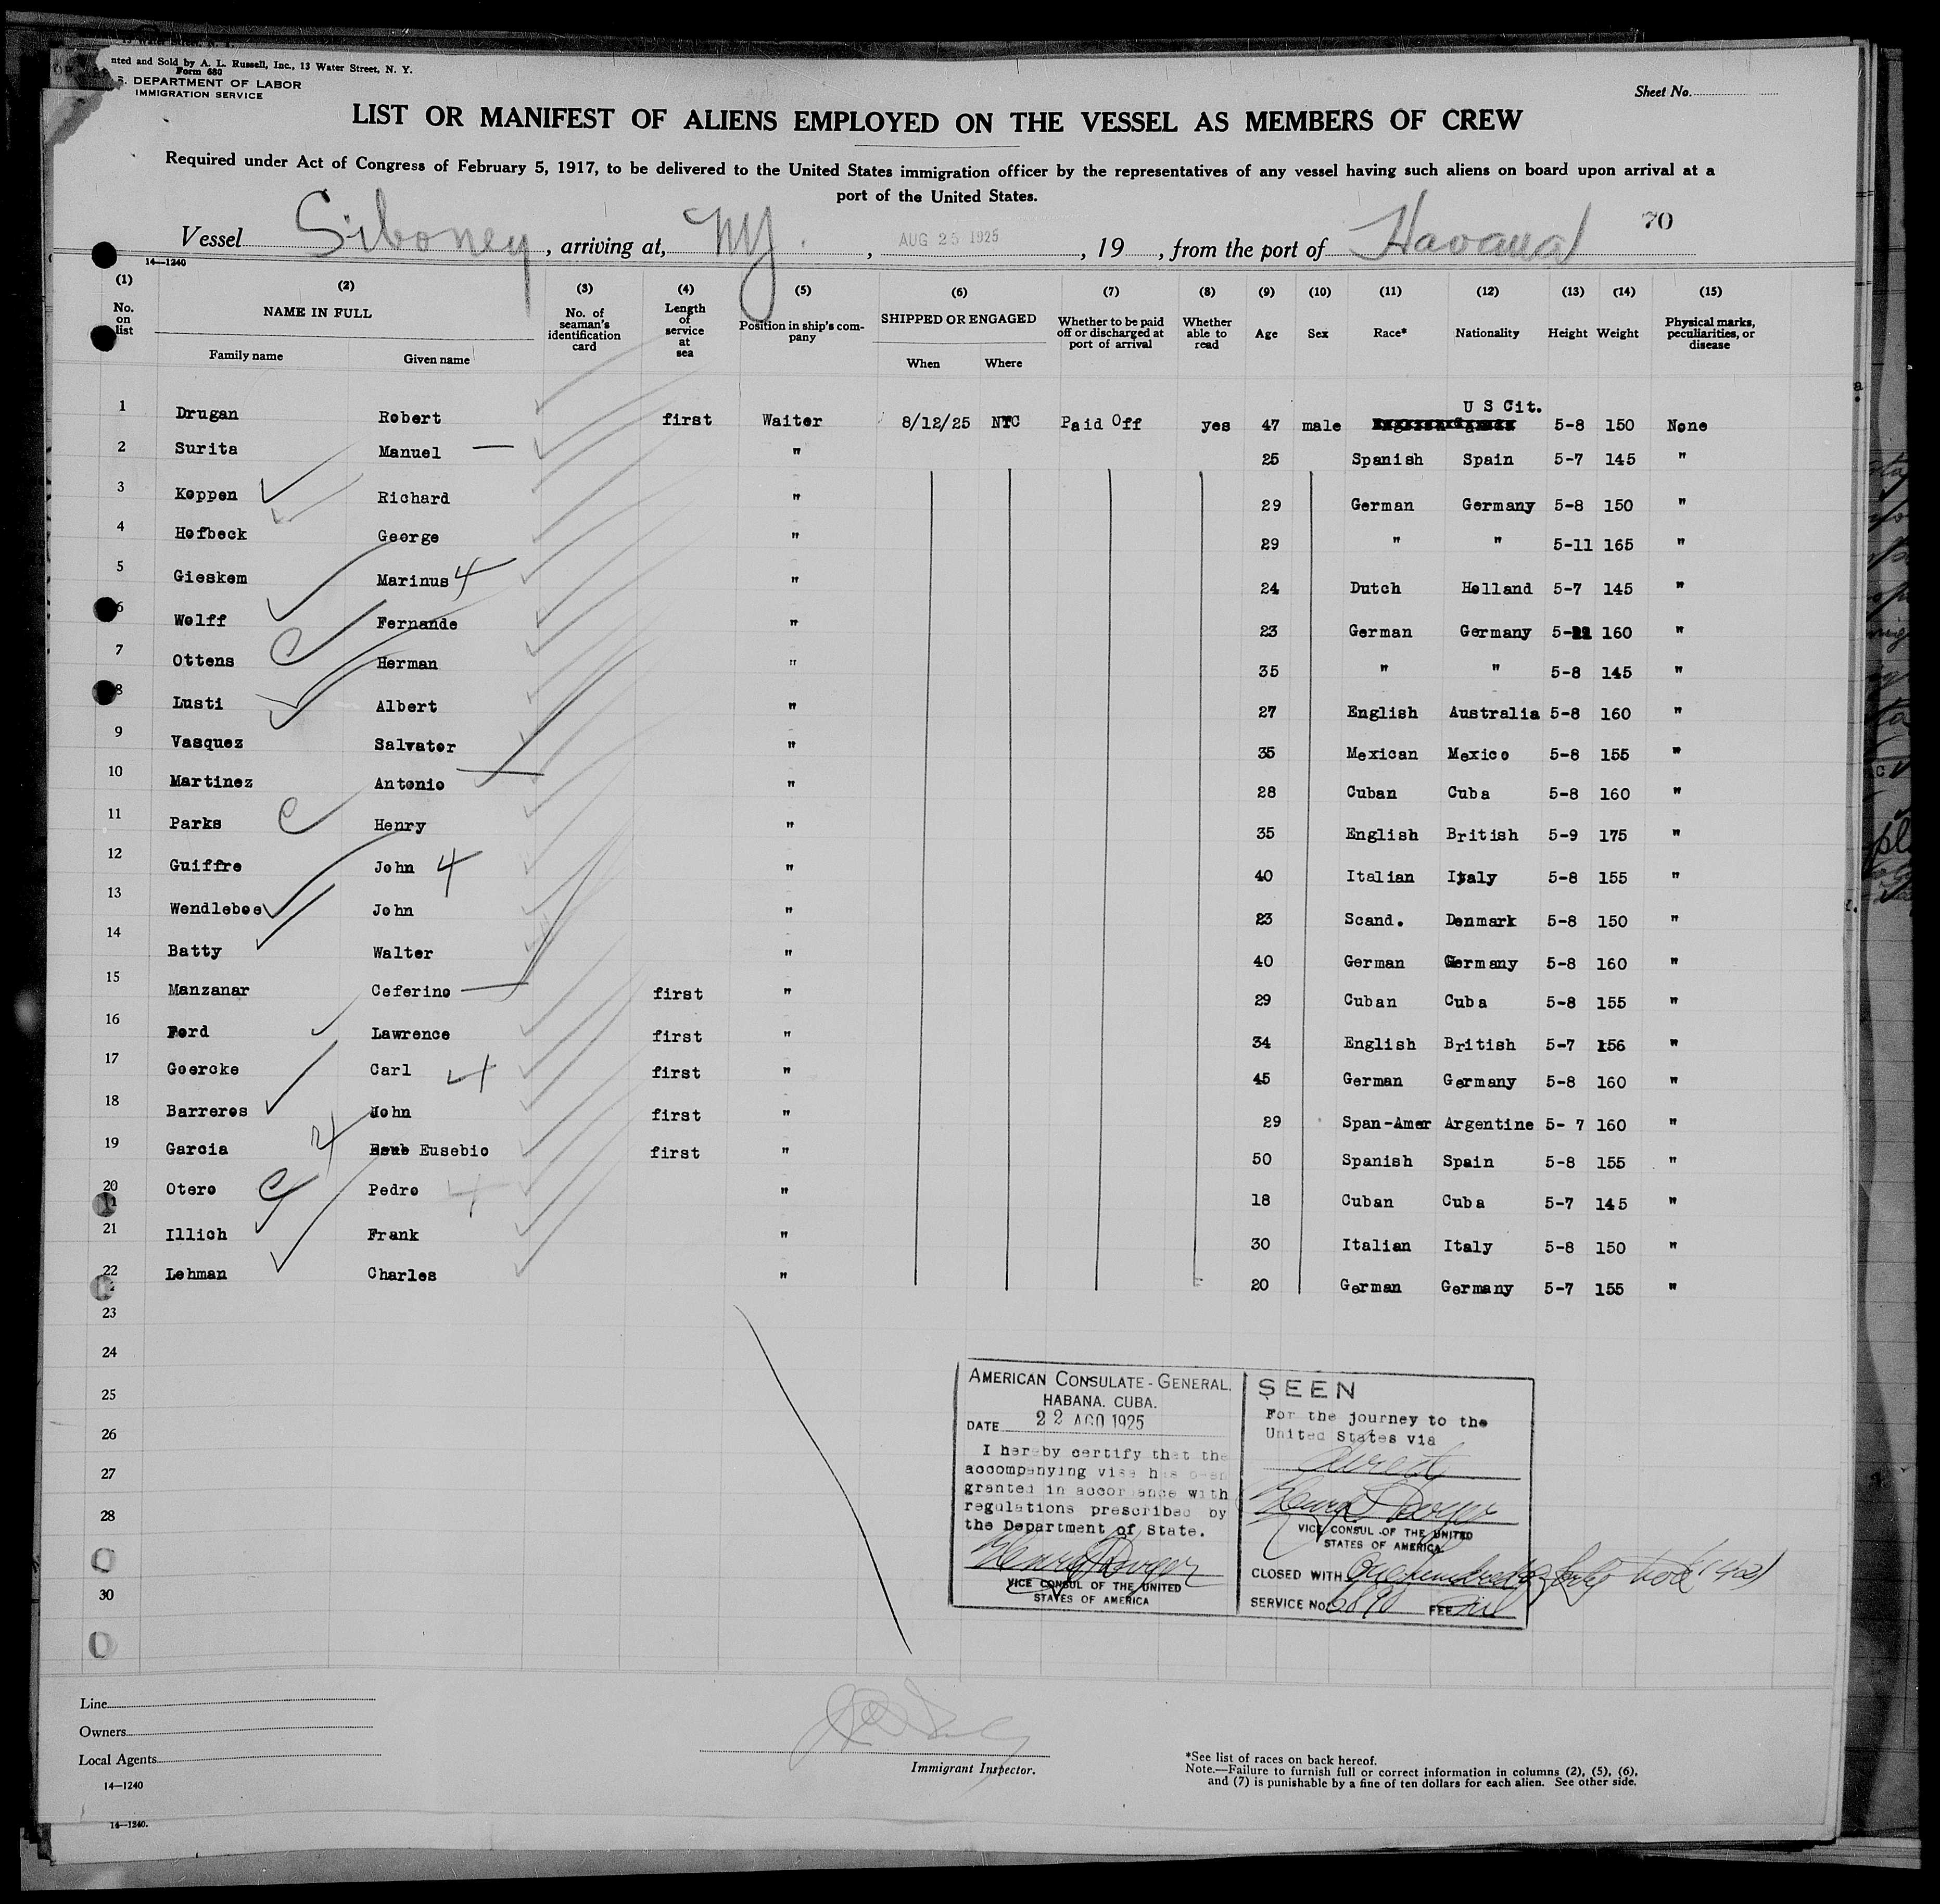 nted and Sold by A. L. Russell, Inc., 13 Water Street, N. Y.
Form 680
S. DEPARTMENT OF LABOR
IMMIGRATION SERVICE
Sheet No.
LIST OR MANIFEST OF ALIENS EMPLOYED ON THE VESSEL AS MEMBERS OF CREW
Required under Act of Congress of February 5, 1917, to be delivered to the United States immigration officer by the representatives of any vessel having such aliens on board upon arrival at a
port of the United States.
70
Vessel Siboney, arriving at, NY. , AUG 25 1925 , 19 , from the port of Havana
14—1240
(1) (2) (3) (4) (5) (6) (7) (8) (9) (10) (11) (12) (13) (14) (15)
No. on list NAME IN FULL No. of seaman's identification card Length of service at sea Position in ship's company SHIPPED OR ENGAGED Whether to be paid off or discharged at port of arrival Whether able to read Age Sex Race* Nationality Height Weight Physical marks, peculiarities, or disease
Family name Given name When Where
U S Cit.
1 Drugan Robert first Waiter 8/12/25 NYC Paid Off yes 47 male 5-8 150 None
2 Surita Manuel — " 25 Spanish Spain 5-7 145 "
3 Koppen Richard " 29 German Germany 5-8 150 "
4 Hofbeck George " 29 " " 5-11 165 "
5 Gieskem Marinus 4 " 24 Dutch Holland 5-7 145 "
6 Wolff Fernande " 23 German Germany 5- 160 "
7 Ottens C Herman " 35 " " 5-8 145 "
8 Lusti Albert " 27 English Australia 5-8 160 "
9 Vasquez Salvator " 35 Mexican Mexico 5-8 155 "
10 Martinez Antonio " 28 Cuban Cuba 5-8 160 "
11 Parks C Henry " 35 English British 5-9 175 "
12 Guiffre John 4 " 40 Italian Italy 5-8 155 "
13 Wendleboe John " 23 Scand. Denmark 5-8 150 "
14 Batty Walter " 40 German Germany 5-8 160 "
15 Manzanar Ceferino first " 29 Cuban Cuba 5-8 155 "
16 Ford Lawrence first " 34 English British 5-7 156 "
17 Goercke Carl 4 first " 45 German Germany 5-8 160 "
18 Barreros John first " 29 Span-Amer Argentine 5- 7 160 "
19 Garcia 4 Eusebio first " 50 Spanish Spain 5-8 155 "
20 Otero C Pedro 4 " 18 Cuban Cuba 5-7 145 "
21 Illich Frank " 30 Italian Italy 5-8 150 "
22 Lehman Charles " 20 German Germany 5-7 155 "
23
24
25
26
27
28
30
AMERICAN CONSULATE-GENERAL,
HABANA. CUBA.
DATE 22 AGO 1925
I hereby certify that the
accompanying visa has been
granted in accordance with
regulations prescribed by
the Department of State.
VICE CONSUL OF THE UNITED
STATES OF AMERICA
SEEN
For the journey to the
United States via
direct
VICE CONSUL OF THE UNITED
STATES OF AMERICA
CLOSED WITH One hundred & forty two (142)
SERVICE No. 6890 FEE nil
Line
Owners
Local Agents
14—1240
Immigrant Inspector.
*See list of races on back hereof.
Note.—Failure to furnish full or correct information in columns (2), (5), (6),
and (7) is punishable by a fine of ten dollars for each alien. See other side.
14—1240.